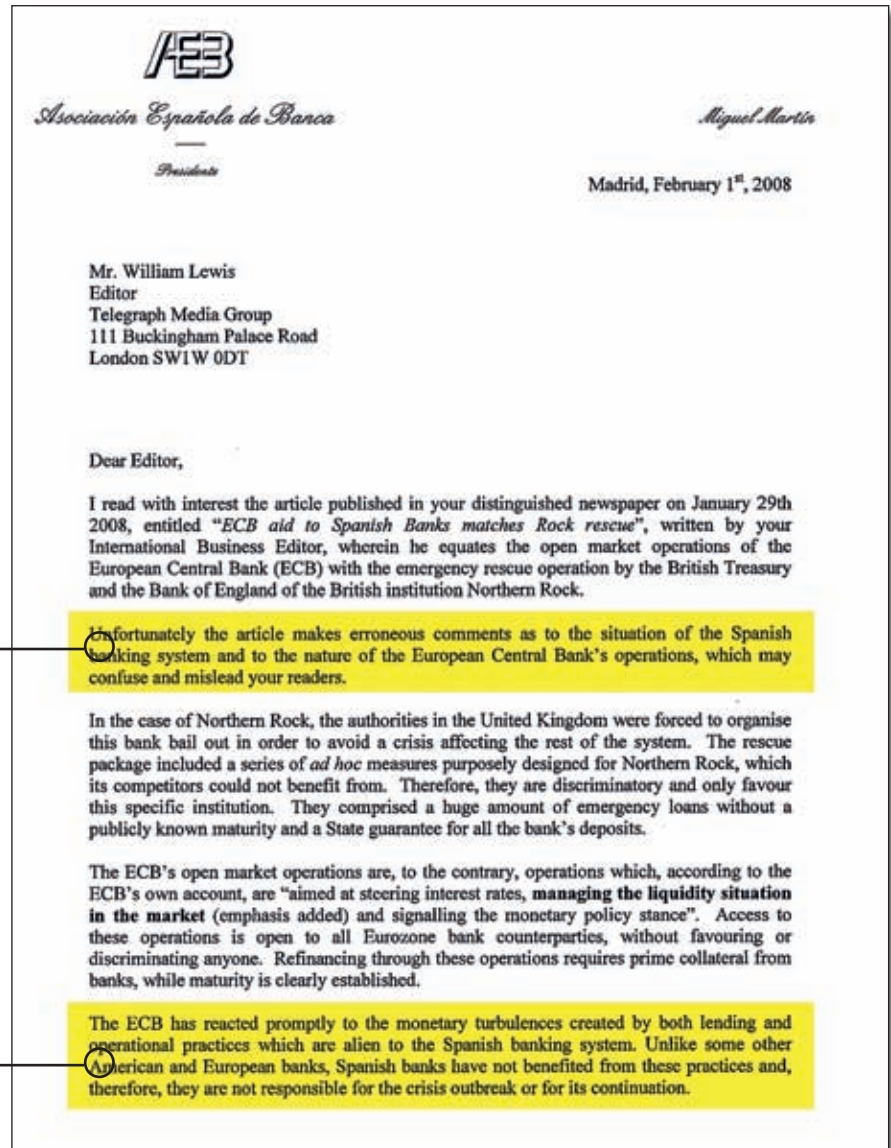 AEB
Asociación Española de Banca
Presidente
Miguel Martín
Madrid, February 1st, 2008
Mr. William Lewis
Editor
Telegraph Media Group
111 Buckingham Palace Road
London SW1W 0DT
Dear Editor,
I read with interest the article published in your distinguished newspaper on January 29th
2008, entitled “ECB aid to Spanish Banks matches Rock rescue”, written by your
International Business Editor, wherein he equates the open market operations of the
European Central Bank (ECB) with the emergency rescue operation by the British Treasury
and the Bank of England of the British institution Northern Rock.
Unfortunately the article makes erroneous comments as to the situation of the Spanish
banking system and to the nature of the European Central Bank’s operations, which may
confuse and mislead your readers.
In the case of Northern Rock, the authorities in the United Kingdom were forced to organise
this bank bail out in order to avoid a crisis affecting the rest of the system. The rescue
package included a series of ad hoc measures purposely designed for Northern Rock, which
its competitors could not benefit from. Therefore, they are discriminatory and only favour
this specific institution. They comprised a huge amount of emergency loans without a
publicly known maturity and a State guarantee for all the bank’s deposits.
The ECB’s open market operations are, to the contrary, operations which, according to the
ECB’s own account, are “aimed at steering interest rates, managing the liquidity situation
in the market (emphasis added) and signalling the monetary policy stance”. Access to
these operations is open to all Eurozone bank counterparties, without favouring or
discriminating anyone. Refinancing through these operations requires prime collateral from
banks, while maturity is clearly established.
The ECB has reacted promptly to the monetary turbulences created by both lending and
operational practices which are alien to the Spanish banking system. Unlike some other
American and European banks, Spanish banks have not benefited from these practices and,
therefore, they are not responsible for the crisis outbreak or for its continuation.